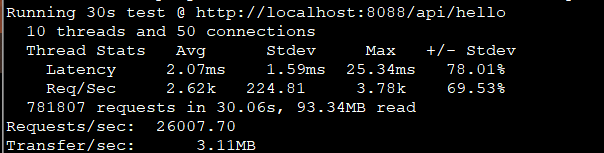 Running 30s test @ http://localhost:8088/api/hello
  10 threads and 50 connections
  Thread Stats   Avg      Stdev     Max   +/- Stdev
    Latency     2.07ms    1.59ms  25.34ms   78.01%
    Req/Sec     2.62k   224.81     3.78k    69.53%
  781807 requests in 30.06s, 93.34MB read
Requests/sec:  26007.70
Transfer/sec:      3.11MB